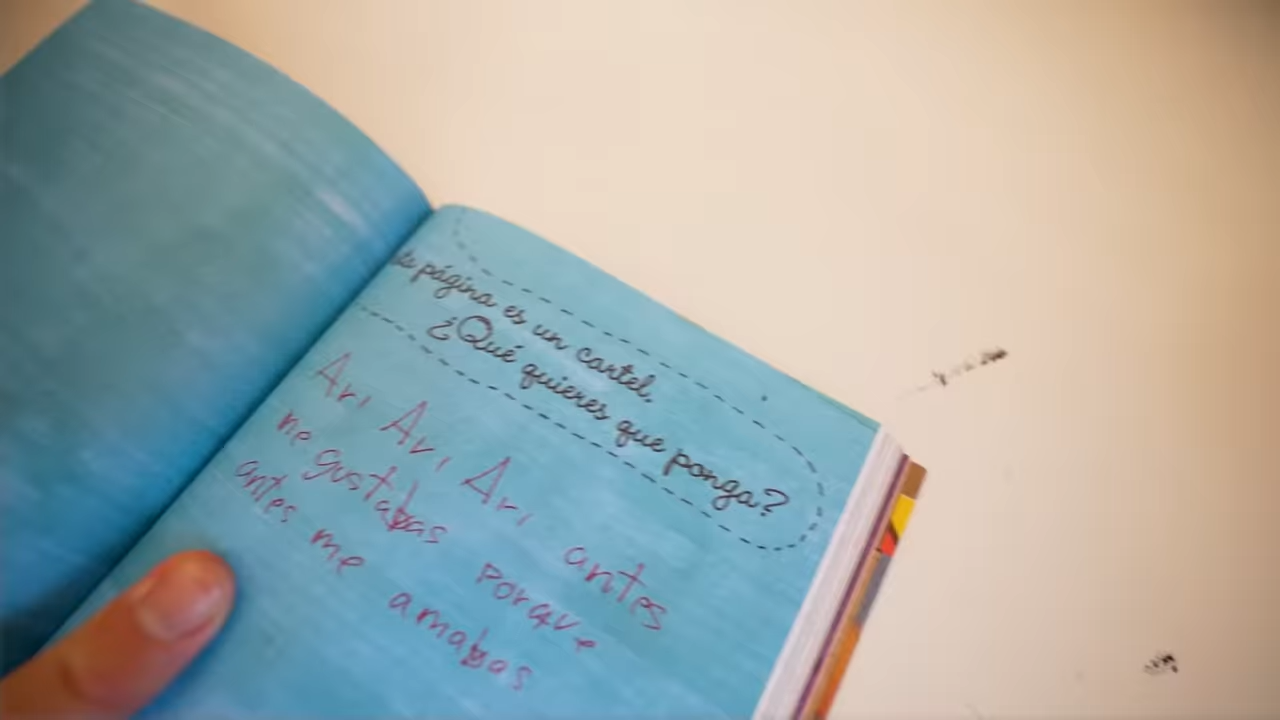 página es un cartel,
¿Qué quieres que ponga?
Ari Ari Ari antes
me gustabas porque
antes me amabas